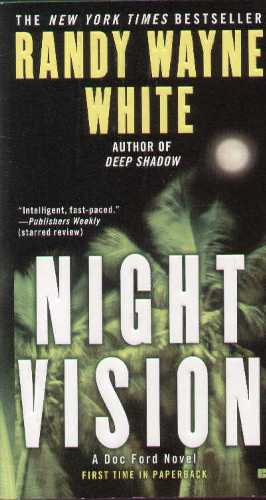 THE NEW YORK TIMES BESTSELLER
RANDY WAYNE
WHITE
AUTHOR OF
DEEP SHADOW
"Intelligent, fast-paced."
—Publishers Weekly
(starred review)
NIGHT
VISION
A Doc Ford Novel
FIRST TIME IN PAPERBACK